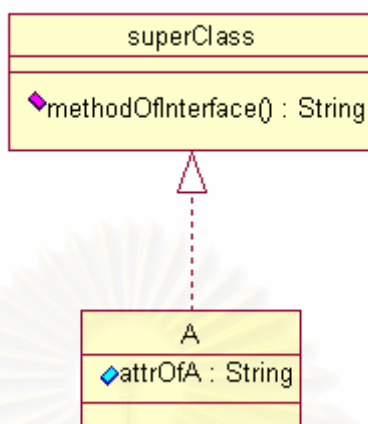 superClass
methodOfInterface() : String
A
attrOfA : String